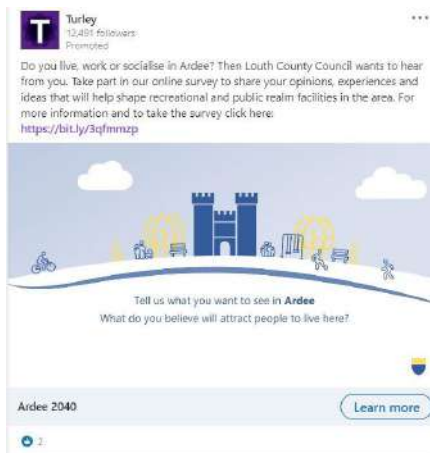 T
Turley
12,491 followers
Promoted
Do you live, work or socialise in Ardee? Then Louth County Council wants to hear
from you. Take part in our online survey to share your opinions, experiences and
ideas that will help shape recreational and public realm facilities in the area. For
more information and to take the survey click here:
https://bit.ly/3qfmmzp
Tell us what you want to see in Ardee
What do you believe will attract people to live here?
Ardee 2040
Learn more
2